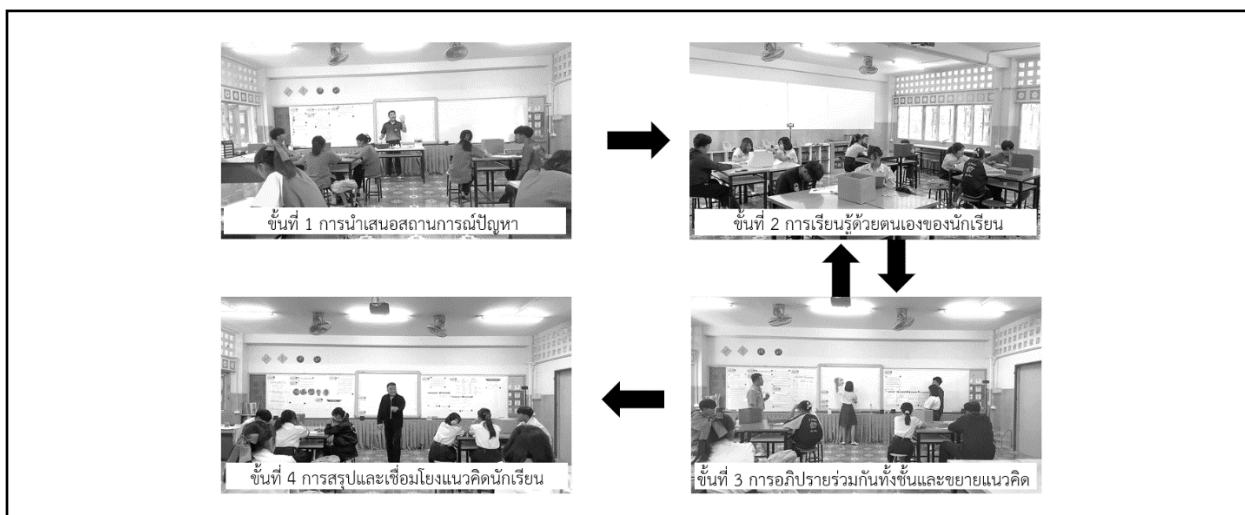 ขั้นที่ 1 การนำเสนอสถานการณ์ปัญหา
ขั้นที่ 2 การเรียนรู้ด้วยตนเองของนักเรียน
ขั้นที่ 3 การอภิปรายร่วมกันทั้งชั้นและขยายแนวคิด
ขั้นที่ 4 การสรุปและเชื่อมโยงแนวคิดนักเรียน